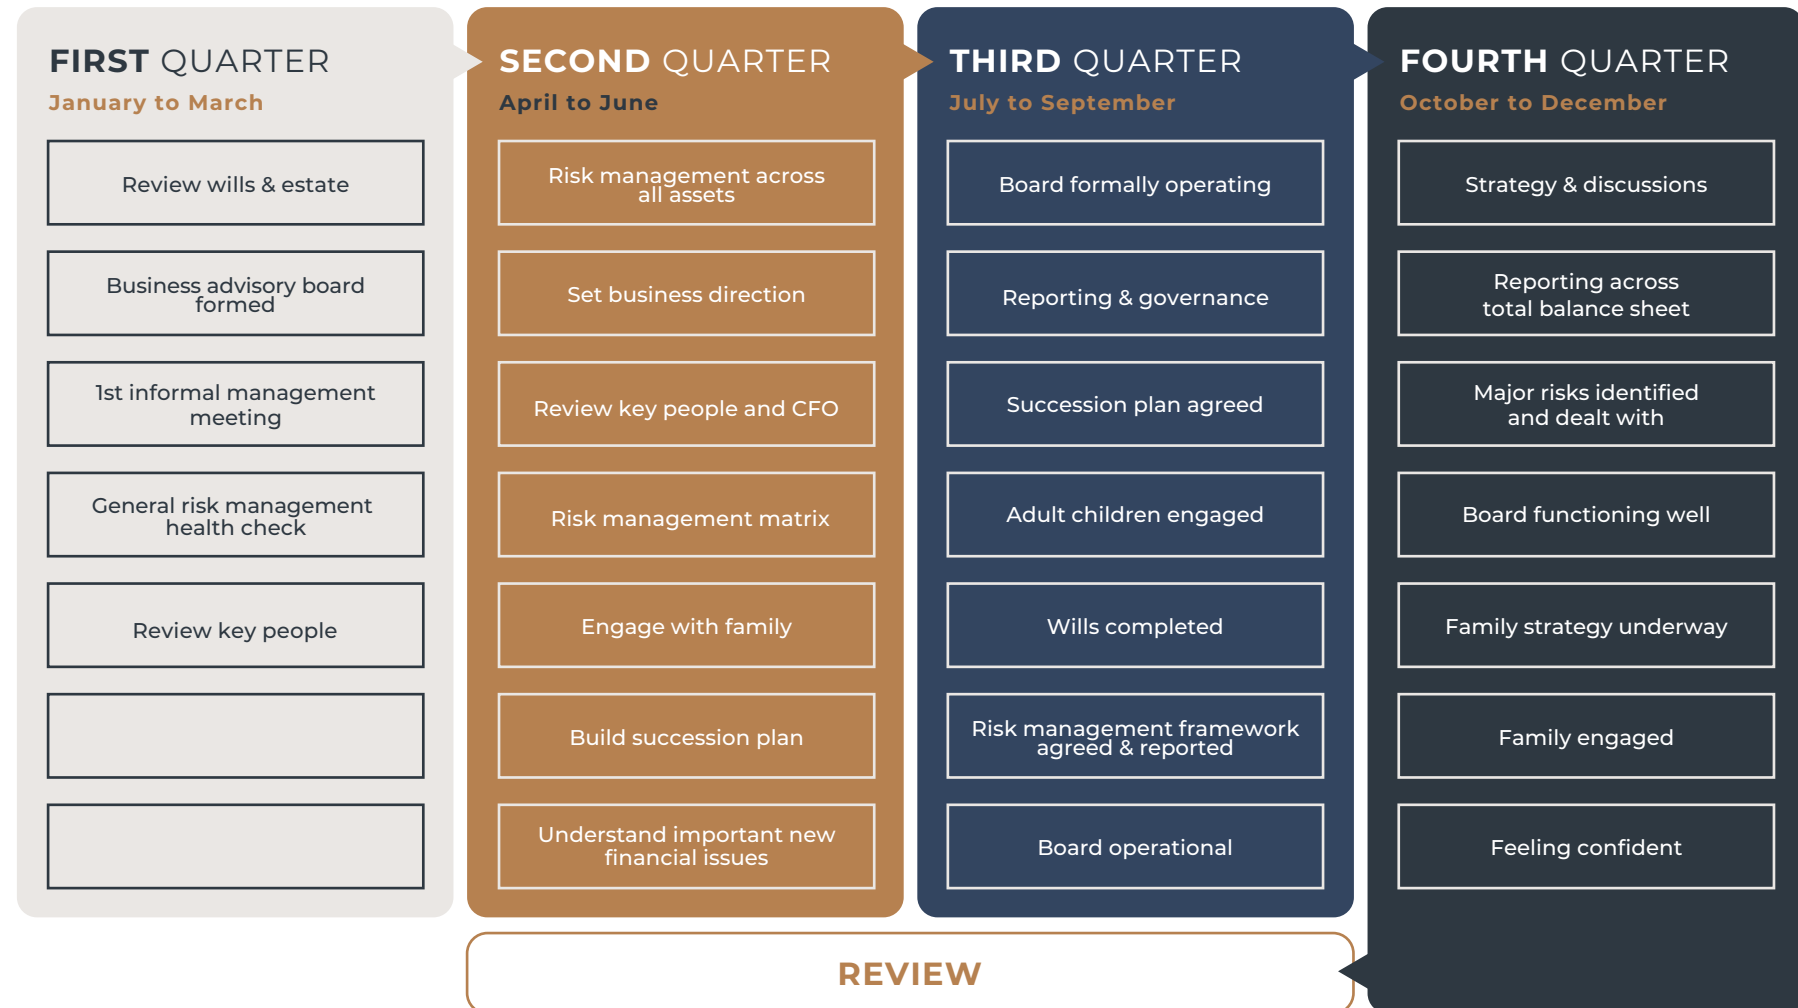 FIRST QUARTER
January to March
Review wills & estate
Business advisory board
formed
1st informal management
meeting
General risk management
health check
Review key people
SECOND QUARTER
April to June
Risk management across
all assets
Set business direction
Review key people and CFO
Risk management matrix
Engage with family
Build succession plan
Understand important new
financial issues
THIRD QUARTER
July to September
Board formally operating
Reporting & governance
Succession plan agreed
Adult children engaged
Wills completed
Risk management framework
agreed & reported
Board operational
FOURTH QUARTER
October to December
Strategy & discussions
Reporting across
total balance sheet
Major risks identified
and dealt with
Board functioning well
Family strategy underway
Family engaged
Feeling confident
REVIEW